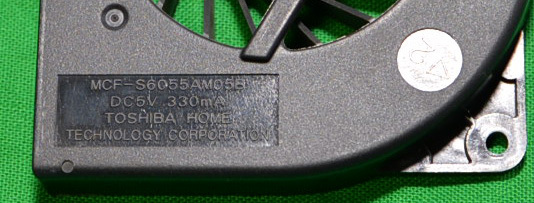 MCF-S6055AM05B
DC5V 330mA
TOSHIBA HOME
TECHNOLOGY CORPORATION